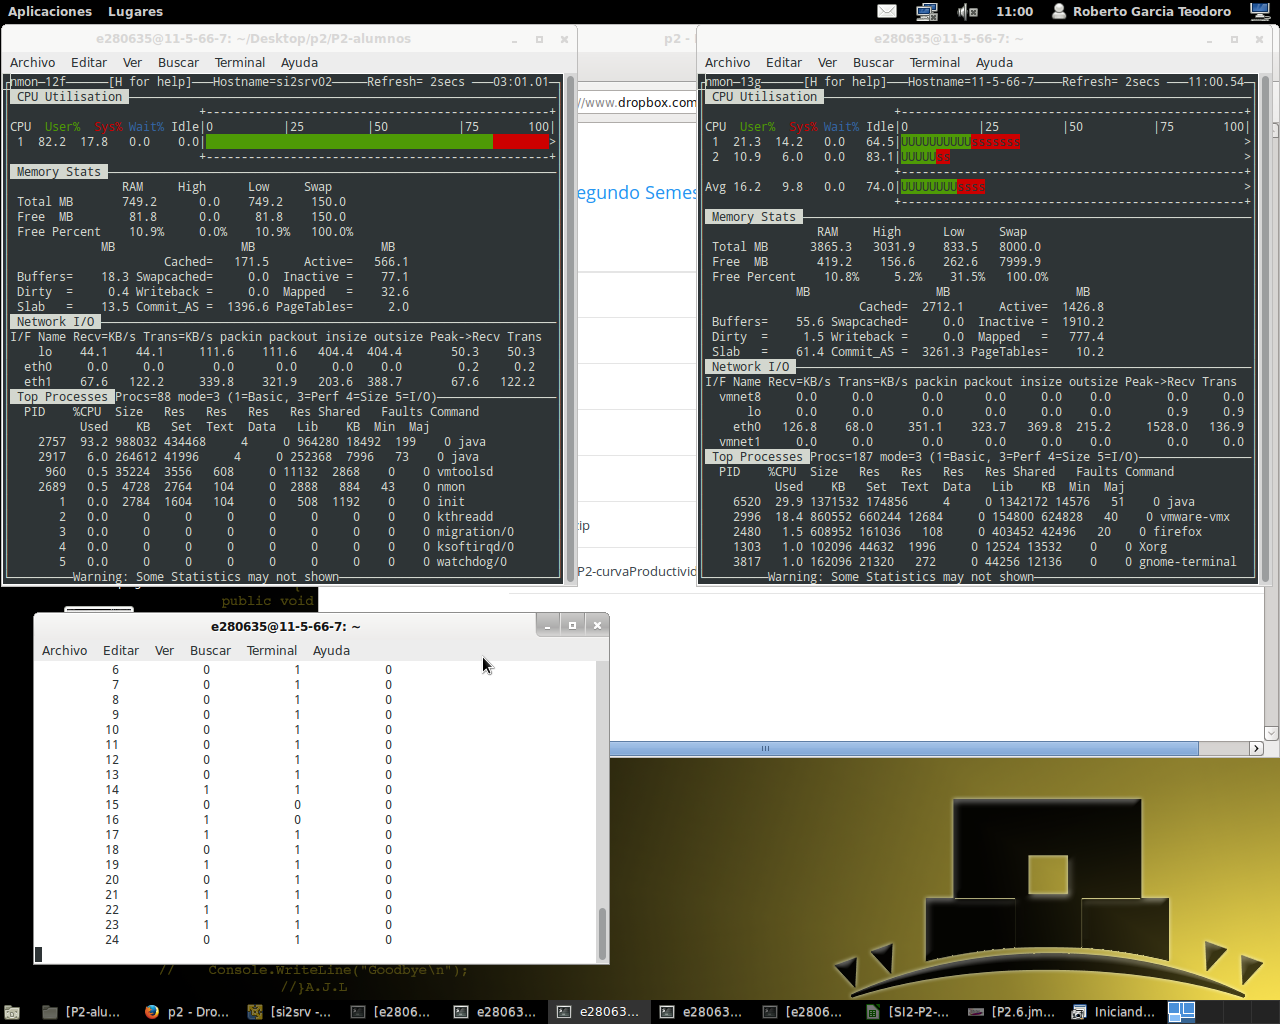 Aplicaciones Lugares 11:00 Roberto Garcia Teodoro
e280635@11-5-66-7: ~/Desktop/p2/P2-alumnos
Archivo Editar Ver Buscar Terminal Ayuda
nmon-12f [H for help] Hostname=si2srv02 Refresh= 2secs 03:01.01
CPU Utilisation
CPU User% Sys% Wait% Idle|0 |25 |50 |75 100|
1 82.2 17.8 0.0 0.0| >
Memory Stats
RAM High Low Swap
Total MB 749.2 0.0 749.2 150.0
Free MB 81.8 0.0 81.8 150.0
Free Percent 10.9% 0.0% 10.9% 100.0%
MB MB MB
Cached= 171.5 Active= 566.1
Buffers= 18.3 Swapcached= 0.0 Inactive = 77.1
Dirty = 0.4 Writeback = 0.0 Mapped = 32.6
Slab = 13.5 Commit_AS = 1396.6 PageTables= 2.0
Network I/O
I/F Name Recv=KB/s Trans=KB/s packin packout insize outsize Peak->Recv Trans
lo 44.1 44.1 111.6 111.6 404.4 404.4 50.3 50.3
eth0 0.0 0.0 0.0 0.0 0.0 0.0 0.2 0.2
eth1 67.6 122.2 339.8 321.9 203.6 388.7 67.6 122.2
Top Processes Procs=88 mode=3 (1=Basic, 3=Perf 4=Size 5=I/O)
PID %CPU Size Res Res Res Res Shared Faults Command
Used KB Set Text Data Lib KB Min Maj
2757 93.2 988032 434468 4 0 964280 18492 199 0 java
2917 6.0 264612 41996 4 0 252368 7996 73 0 java
960 0.5 35224 3556 608 0 11132 2868 0 0 vmtoolsd
2689 0.5 4728 2764 104 0 2888 884 43 0 nmon
1 0.0 2784 1604 104 0 508 1192 0 0 init
2 0.0 0 0 0 0 0 0 0 0 kthreadd
3 0.0 0 0 0 0 0 0 0 0 migration/0
4 0.0 0 0 0 0 0 0 0 0 ksoftirqd/0
5 0.0 0 0 0 0 0 0 0 0 watchdog/0
Warning: Some Statistics may not shown
p2 -
//www.dropbox.com
egundo Semes
zip
P2-curvaProductivid
e280635@11-5-66-7: ~
Archivo Editar Ver Buscar Terminal Ayuda
nmon-13g [H for help] Hostname=11-5-66-7 Refresh= 2secs 11:00.54
CPU Utilisation
CPU User% Sys% Wait% Idle|0 |25 |50 |75 100|
1 21.3 14.2 0.0 64.5|UUUUUUUUUUsssssss >
2 10.9 6.0 0.0 83.1|UUUUUss >
Avg 16.2 9.8 0.0 74.0|UUUUUUUUssss >
Memory Stats
RAM High Low Swap
Total MB 3865.3 3031.9 833.5 8000.0
Free MB 419.2 156.6 262.6 7999.9
Free Percent 10.8% 5.2% 31.5% 100.0%
MB MB MB
Cached= 2712.1 Active= 1426.8
Buffers= 55.6 Swapcached= 0.0 Inactive = 1910.2
Dirty = 1.5 Writeback = 0.0 Mapped = 777.4
Slab = 61.4 Commit_AS = 3261.3 PageTables= 10.2
Network I/O
I/F Name Recv=KB/s Trans=KB/s packin packout insize outsize Peak->Recv Trans
vmnet8 0.0 0.0 0.0 0.0 0.0 0.0 0.0 0.0
lo 0.0 0.0 0.0 0.0 0.0 0.0 0.9 0.9
eth0 126.8 68.0 351.1 323.7 369.8 215.2 1528.0 136.9
vmnet1 0.0 0.0 0.0 0.0 0.0 0.0 0.0 0.0
Top Processes Procs=187 mode=3 (1=Basic, 3=Perf 4=Size 5=I/O)
PID %CPU Size Res Res Res Res Shared Faults Command
Used KB Set Text Data Lib KB Min Maj
6520 29.9 1371532 174856 4 0 1342172 14576 51 0 java
2996 18.4 860552 660244 12684 0 154800 624828 40 0 vmware-vmx
2480 1.5 608952 161036 108 0 403452 42496 20 0 firefox
1303 1.0 102096 44632 1996 0 12524 13532 0 0 Xorg
3817 1.0 162096 21320 272 0 44256 12136 0 0 gnome-terminal
Warning: Some Statistics may not shown
public void
e280635@11-5-66-7: ~
Archivo Editar Ver Buscar Terminal Ayuda
6 0 1 0
7 0 1 0
8 0 1 0
9 0 1 0
10 0 1 0
11 0 1 0
12 0 1 0
13 0 1 0
14 1 1 0
15 0 0 0
16 1 0 0
17 1 1 0
18 0 1 0
19 1 1 0
20 0 1 0
21 1 1 0
22 1 1 0
23 1 1 0
24 0 1 0
// Console.WriteLine("Goodbye\n");
//}A.J.L
[P2-alu... p2 - Dro... [si2srv -... [e2806... e28063... e28063... e28063... [e2806... [SI2-P2-... [P2.6.jm... Iniciand...